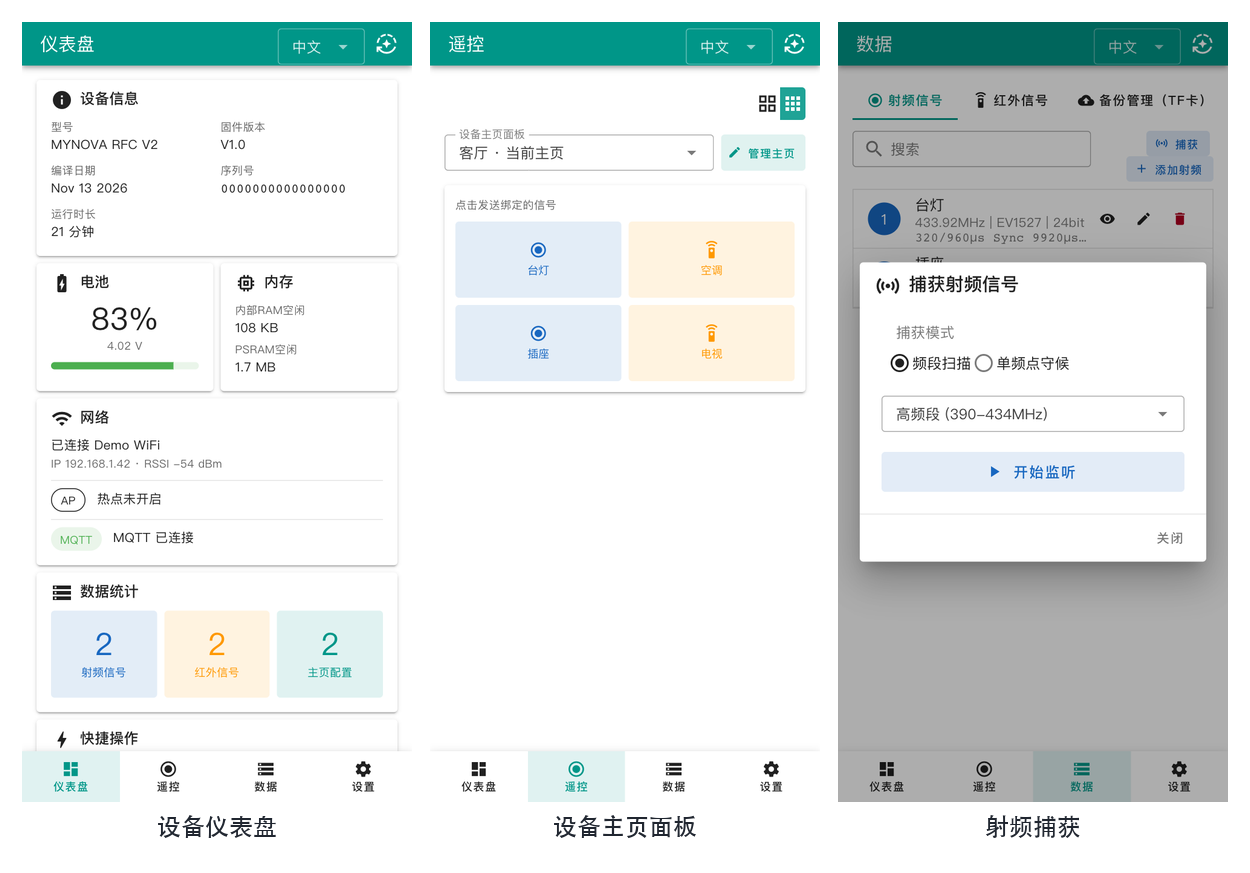 仪表盘
中文
设备信息
型号
MYNOVA RFC V2
固件版本
V1.0
编译日期
Nov 13 2026
序列号
0000000000000000
运行时长
21 分钟
电池
83%
4.02 V
内存
内部RAM空闲
108 KB
PSRAM空闲
1.7 MB
网络
已连接 Demo WiFi
IP 192.168.1.42 · RSSI −54 dBm
AP 热点未开启
MQTT MQTT 已连接
数据统计
2
射频信号
2
红外信号
2
主页配置
快捷操作
仪表盘 遥控 数据 设置
设备仪表盘
遥控
中文
设备主页面板
客厅 · 当前主页
管理主页
点击发送绑定的信号
台灯
空调
插座
电视
仪表盘 遥控 数据 设置
设备主页面板
数据
中文
射频信号 红外信号 备份管理（TF卡）
搜索
捕获
+ 添加射频
1
台灯
433.92MHz | EV1527 | 24bit
320/960μs Sync 9920μs…
捕获射频信号
捕获模式
频段扫描 单频点守候
高频段 (390–434MHz)
开始监听
关闭
仪表盘 遥控 数据 设置
射频捕获